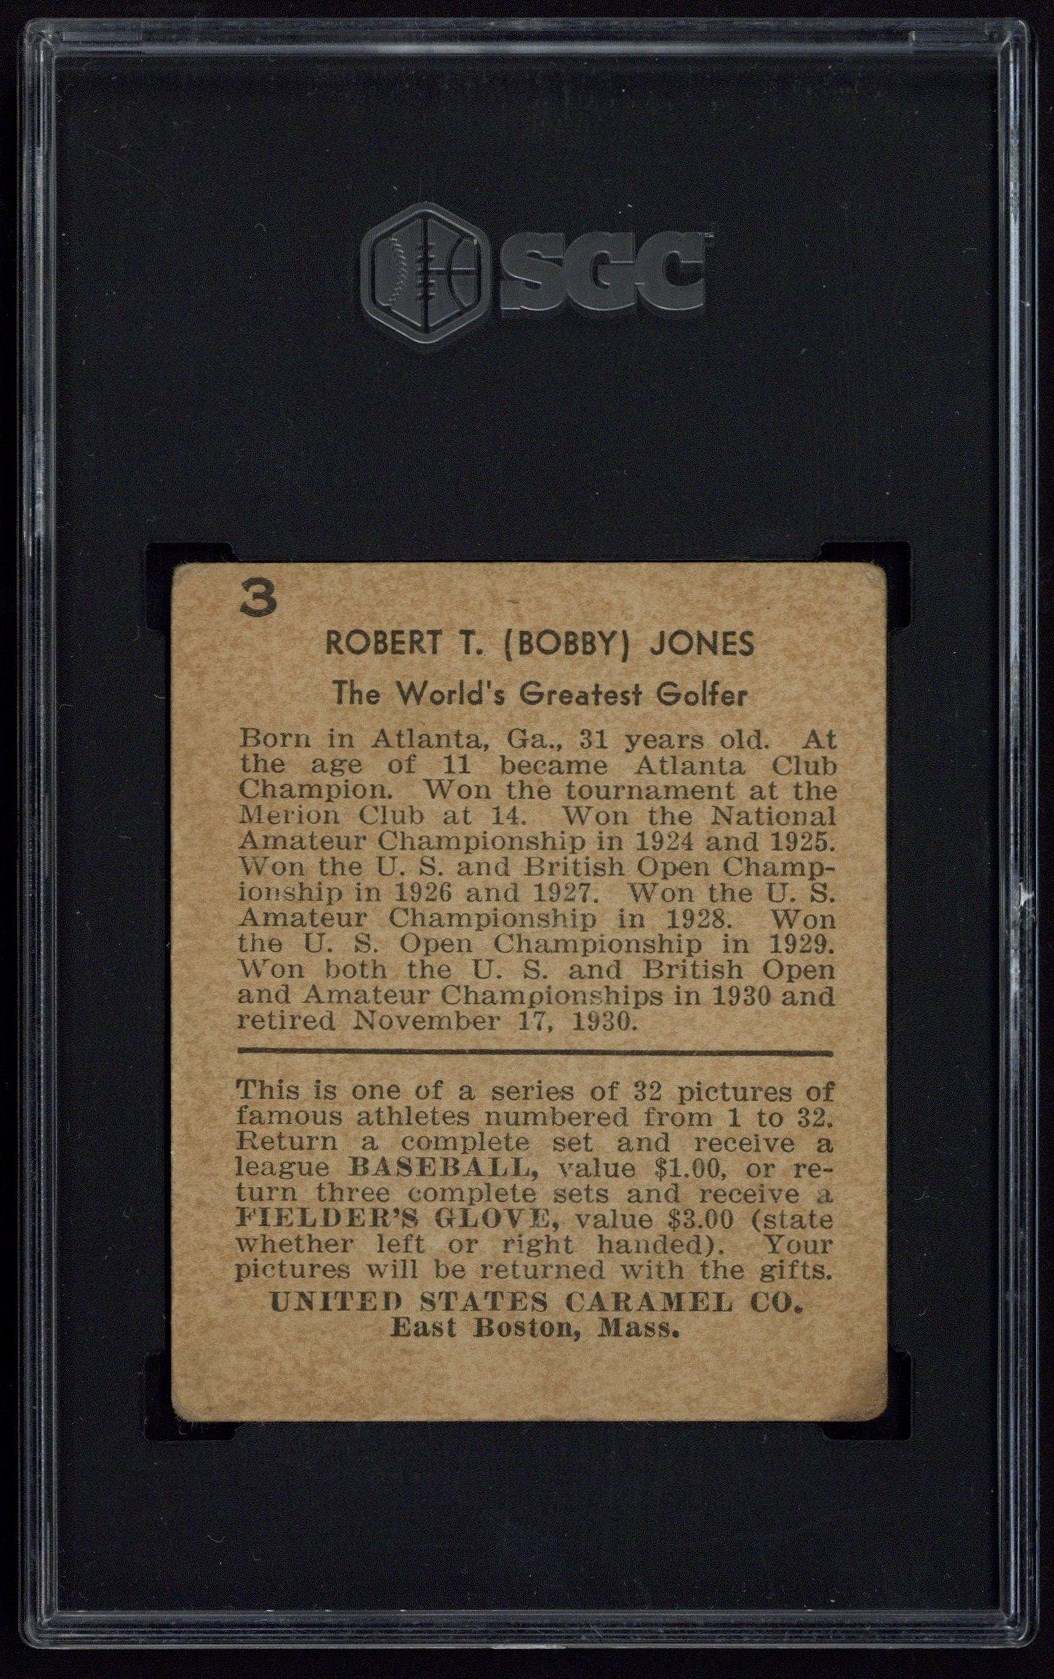 SGC
3
ROBERT T. (BOBBY) JONES
The World's Greatest Golfer
Born in Atlanta, Ga., 31 years old. At
the age of 11 became Atlanta Club
Champion. Won the tournament at the
Merion Club at 14. Won the National
Amateur Championship in 1924 and 1925.
Won the U. S. and British Open Champ-
ionship in 1926 and 1927. Won the U. S.
Amateur Championship in 1928. Won
the U. S. Open Championship in 1929.
Won both the U. S. and British Open
and Amateur Championships in 1930 and
retired November 17, 1930.
This is one of a series of 32 pictures of
famous athletes numbered from 1 to 32.
Return a complete set and receive a
league BASEBALL, value $1.00, or re-
turn three complete sets and receive a
FIELDER'S GLOVE, value $3.00 (state
whether left or right handed). Your
pictures will be returned with the gifts.
UNITED STATES CARAMEL CO.
East Boston, Mass.